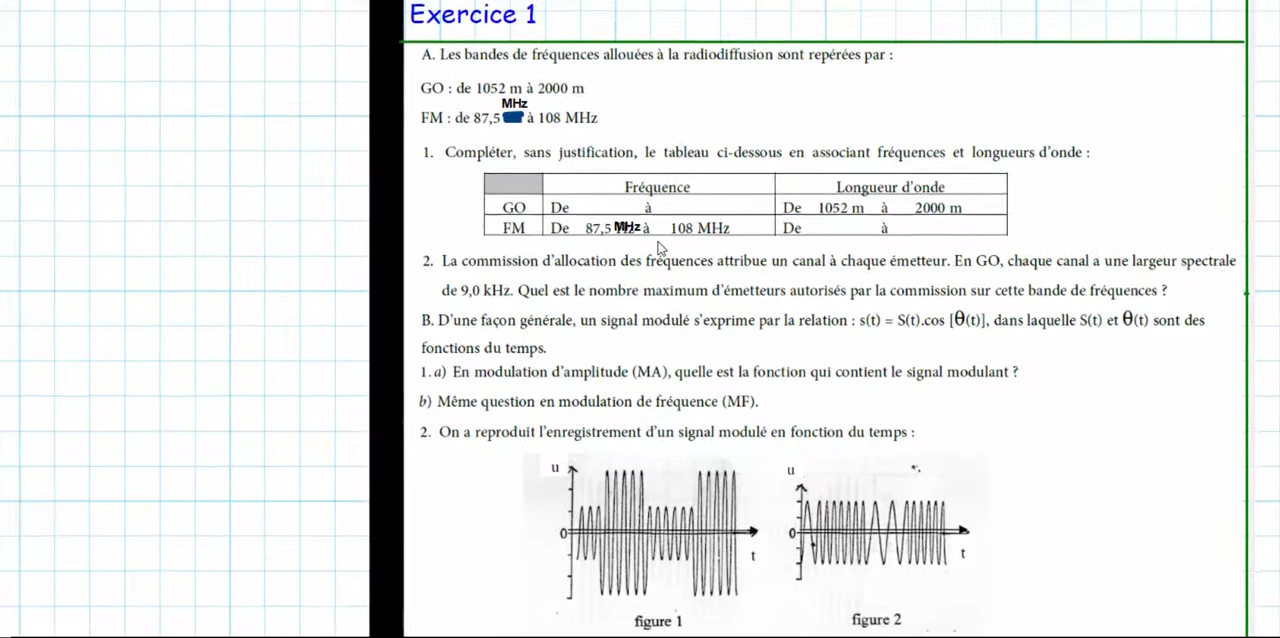 Exercice 1
A. Les bandes de fréquences allouées à la radiodiffusion sont repérées par :
GO : de 1052 m à 2000 m
MHz
FM : de 87,5 à 108 MHz
1. Compléter, sans justification, le tableau ci-dessous en associant fréquences et longueurs d'onde :
Fréquence Longueur d'onde
GO De à De 1052 m à 2000 m
FM De 87,5 MHz à 108 MHz De à
2. La commission d'allocation des fréquences attribue un canal à chaque émetteur. En GO, chaque canal a une largeur spectrale
de 9,0 kHz. Quel est le nombre maximum d'émetteurs autorisés par la commission sur cette bande de fréquences ?
B. D'une façon générale, un signal modulé s'exprime par la relation : s(t) = S(t).cos [θ(t)], dans laquelle S(t) et θ(t) sont des
fonctions du temps.
1. a) En modulation d'amplitude (MA), quelle est la fonction qui contient le signal modulant ?
b) Même question en modulation de fréquence (MF).
2. On a reproduit l'enregistrement d'un signal modulé en fonction du temps :
u u
0 0
t t
figure 1 figure 2